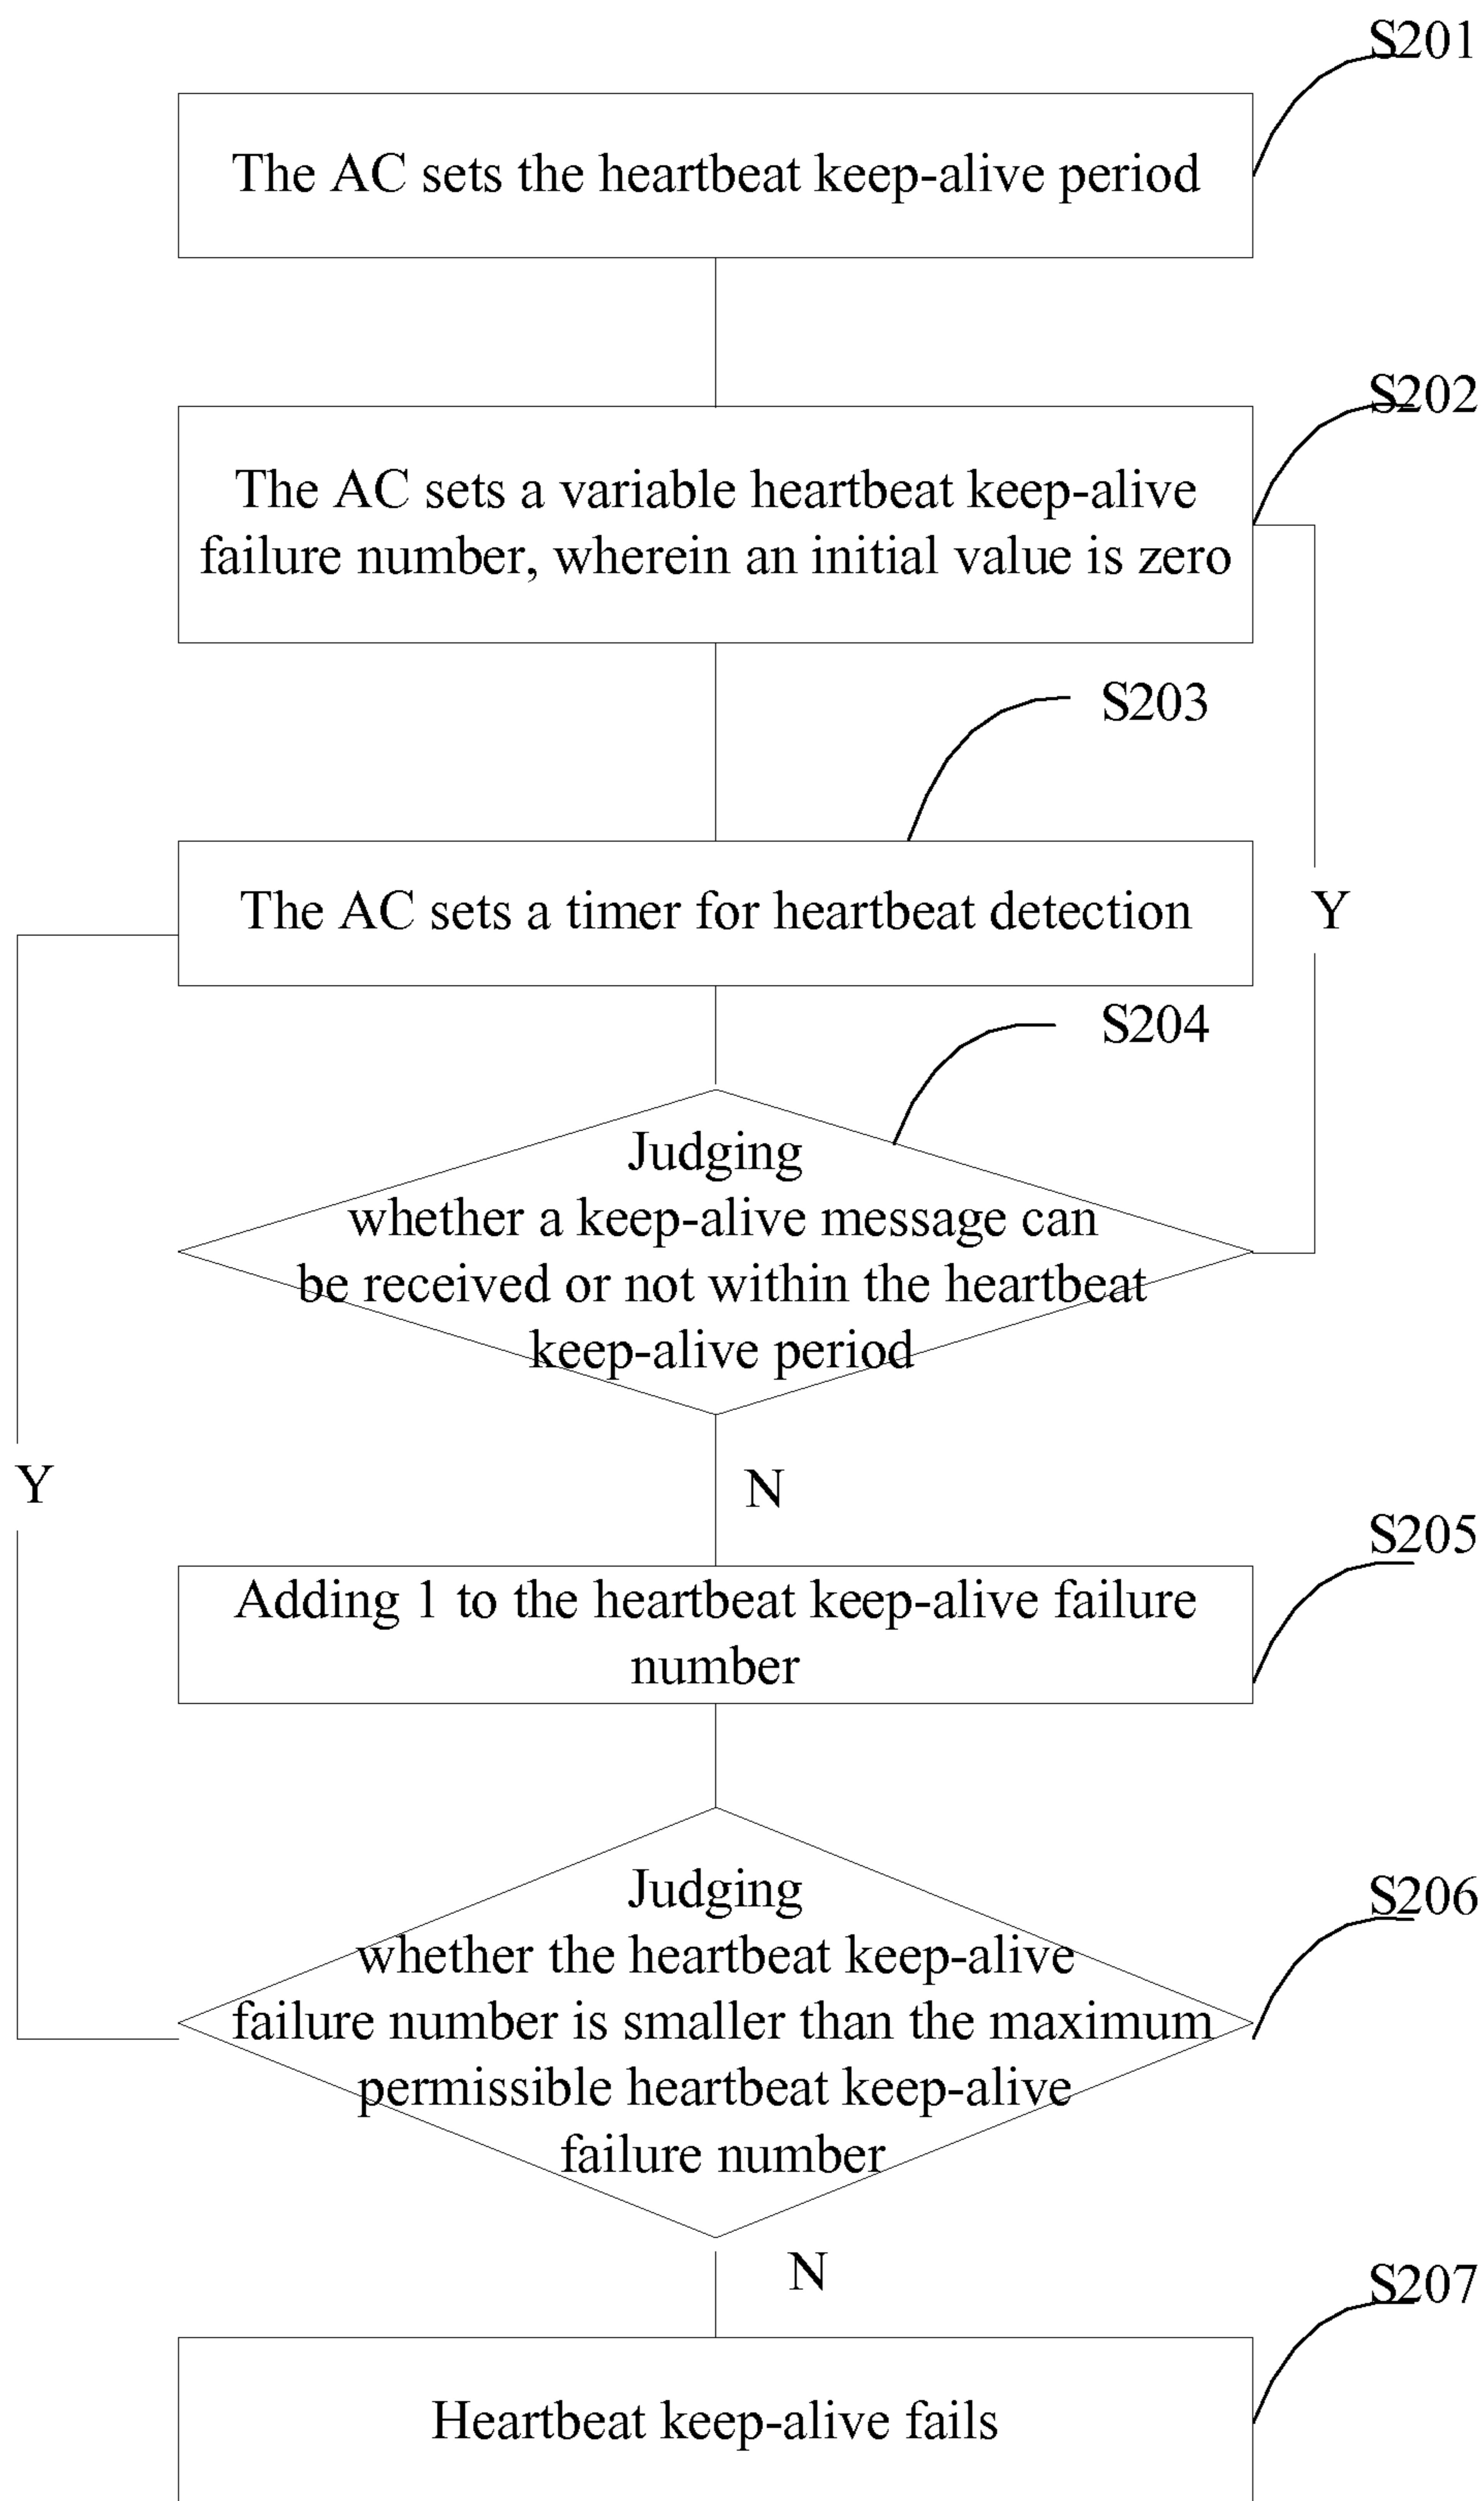 S201
The AC sets the heartbeat keep-alive period
S202
The AC sets a variable heartbeat keep-alive
failure number, wherein an initial value is zero
S203
The AC sets a timer for heartbeat detection
Y
S204
Judging
whether a keep-alive message can
be received or not within the heartbeat
keep-alive period
Y
N
S205
Adding 1 to the heartbeat keep-alive failure
number
S206
Judging
whether the heartbeat keep-alive
failure number is smaller than the maximum
permissible heartbeat keep-alive
failure number
N
S207
Heartbeat keep-alive fails